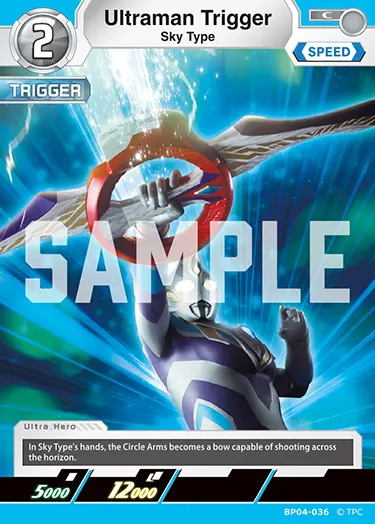 2
Ultraman Trigger
Sky Type
C
SPEED
TRIGGER
SAMPLE
Ultra Hero
In Sky Type's hands, the Circle Arms becomes a bow capable of shooting across
the horizon.
5000
12000
BP04-036 © TPC